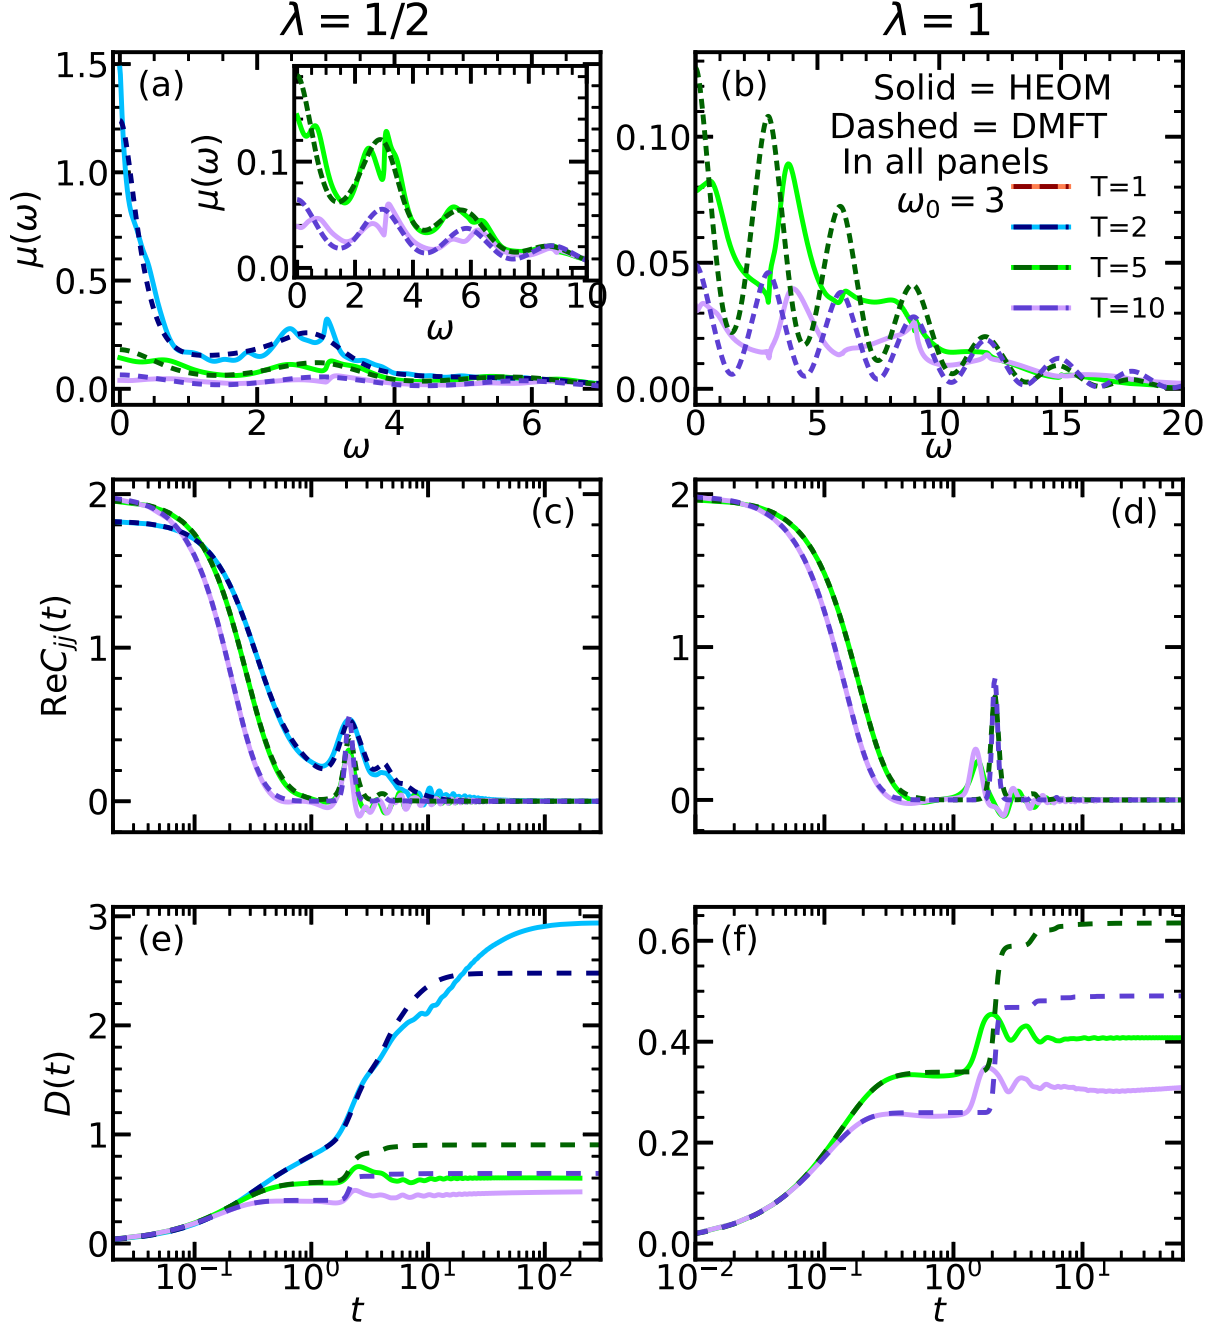 λ = 1/2
λ = 1
(a)
μ(ω)
1.5
1.0
0.5
0.0
0 2 4 6
ω
0 2 4 6 8 10
μ(ω)
0.1
0.0
ω
(b)
Solid = HEOM
Dashed = DMFT
In all panels
ω₀ = 3
T=1
T=2
T=5
T=10
0.10
0.05
0.00
0 5 10 15 20
ω
(c)
ReC_{jj}(t)
2
1
0
(d)
2
1
0
(e)
D(t)
3
2
1
0
10⁻¹ 10⁰ 10¹ 10²
t
(f)
0.6
0.4
0.2
0.0
10⁻² 10⁻¹ 10⁰ 10¹
t